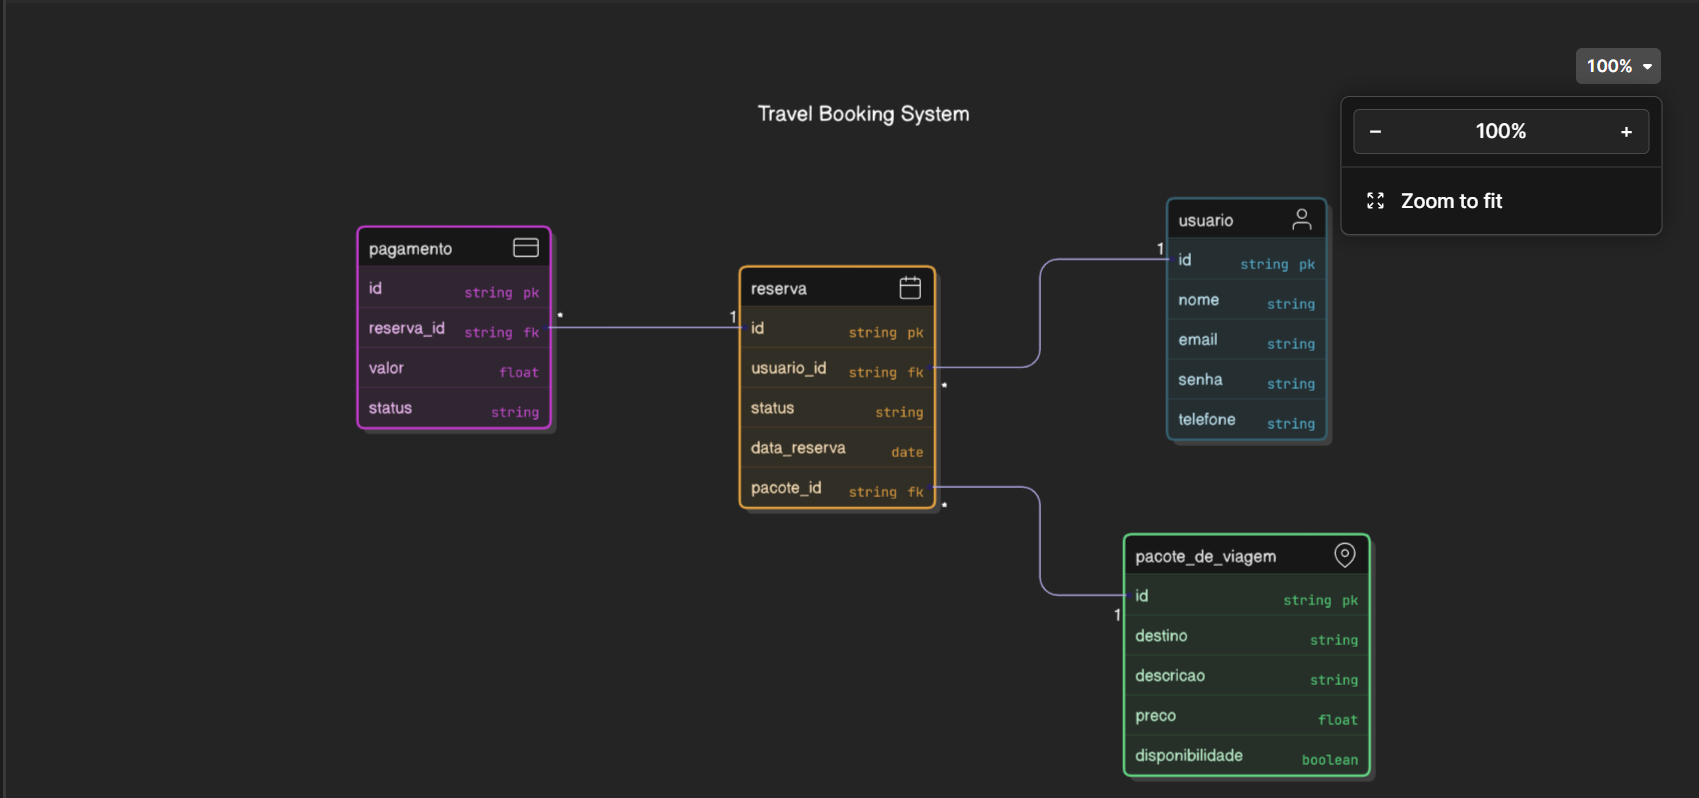 100%
100%
Zoom to fit
Travel Booking System
pagamento
id string pk
reserva_id string fk
valor float
status string
*
1
reserva
id string pk
usuario_id string fk
status string
data_reserva date
pacote_id string fk
*
*
1
usuario
id string pk
nome string
email string
senha string
telefone string
1
pacote_de_viagem
id string pk
destino string
descricao string
preco float
disponibilidade boolean